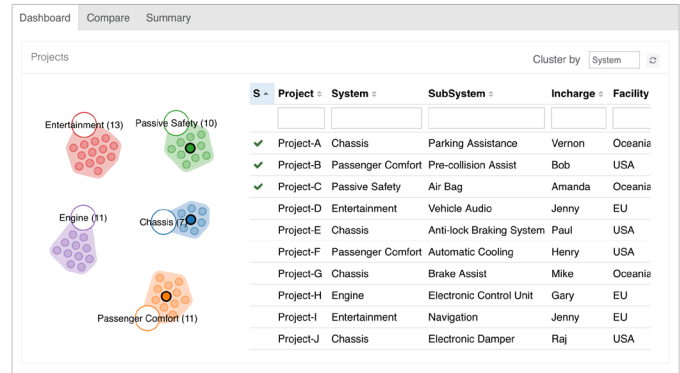 Dashboard Compare Summary
Projects
Cluster by System
Entertainment (13)
Passive Safety (10)
Engine (11)
Chassis (7)
Passenger Comfort (11)
S Project System SubSystem Incharge Facility
Project-A Chassis Parking Assistance Vernon Oceania
Project-B Passenger Comfort Pre-collision Assist Bob USA
Project-C Passive Safety Air Bag Amanda Oceania
Project-D Entertainment Vehicle Audio Jenny EU
Project-E Chassis Anti-lock Braking System Paul USA
Project-F Passenger Comfort Automatic Cooling Henry USA
Project-G Chassis Brake Assist Mike Oceania
Project-H Engine Electronic Control Unit Gary EU
Project-I Entertainment Navigation Jenny EU
Project-J Chassis Electronic Damper Raj USA